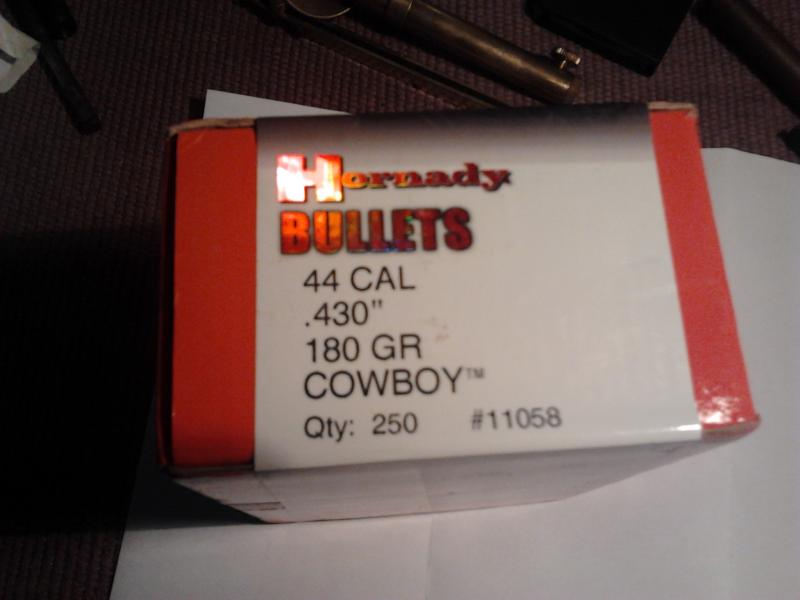 Hornady
BULLETS
44 CAL
.430"
180 GR
COWBOY™
Qty: 250 #11058